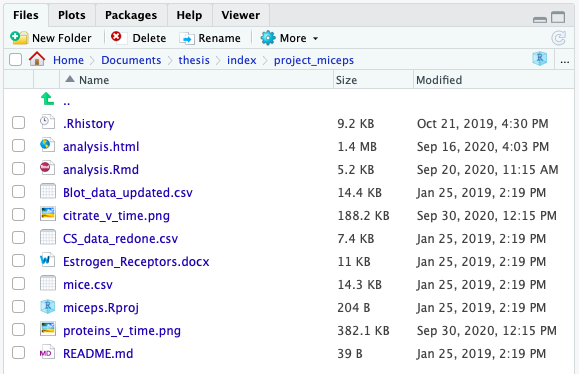 Files Plots Packages Help Viewer
New Folder Delete Rename More
Home Documents thesis index project_miceps ...
Name Size Modified
..
.Rhistory 9.2 KB Oct 21, 2019, 4:30 PM
analysis.html 1.4 MB Sep 16, 2020, 4:03 PM
analysis.Rmd 5.2 KB Sep 20, 2020, 11:15 AM
Blot_data_updated.csv 14.4 KB Jan 25, 2019, 2:19 PM
citrate_v_time.png 188.2 KB Sep 30, 2020, 12:15 PM
CS_data_redone.csv 7.4 KB Jan 25, 2019, 2:19 PM
Estrogen_Receptors.docx 11 KB Jan 25, 2019, 2:19 PM
mice.csv 14.3 KB Jan 25, 2019, 2:19 PM
miceps.Rproj 204 B Jan 25, 2019, 2:19 PM
proteins_v_time.png 382.1 KB Sep 30, 2020, 12:15 PM
MD README.md 39 B Jan 25, 2019, 2:19 PM